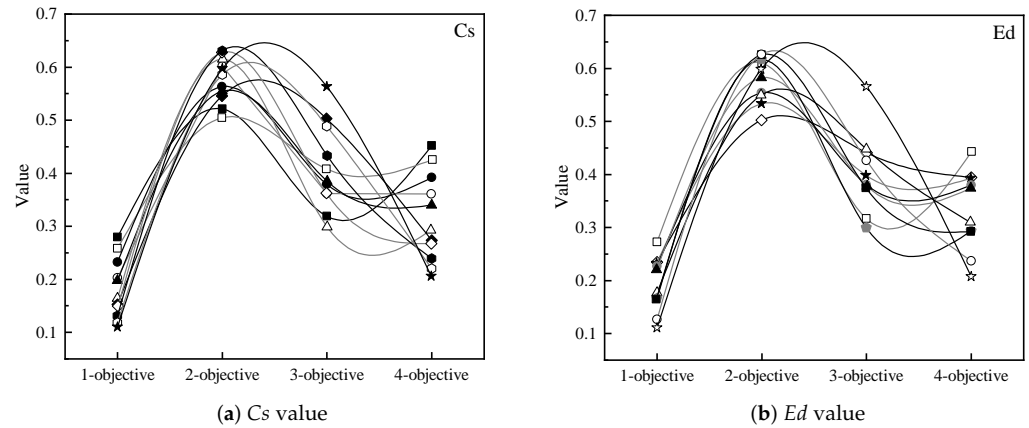 Cs
Value
0.7
0.6
0.5
0.4
0.3
0.2
0.1
1-objective 2-objective 3-objective 4-objective
(a) Cs value
Ed
Value
0.7
0.6
0.5
0.4
0.3
0.2
0.1
1-objective 2-objective 3-objective 4-objective
(b) Ed value